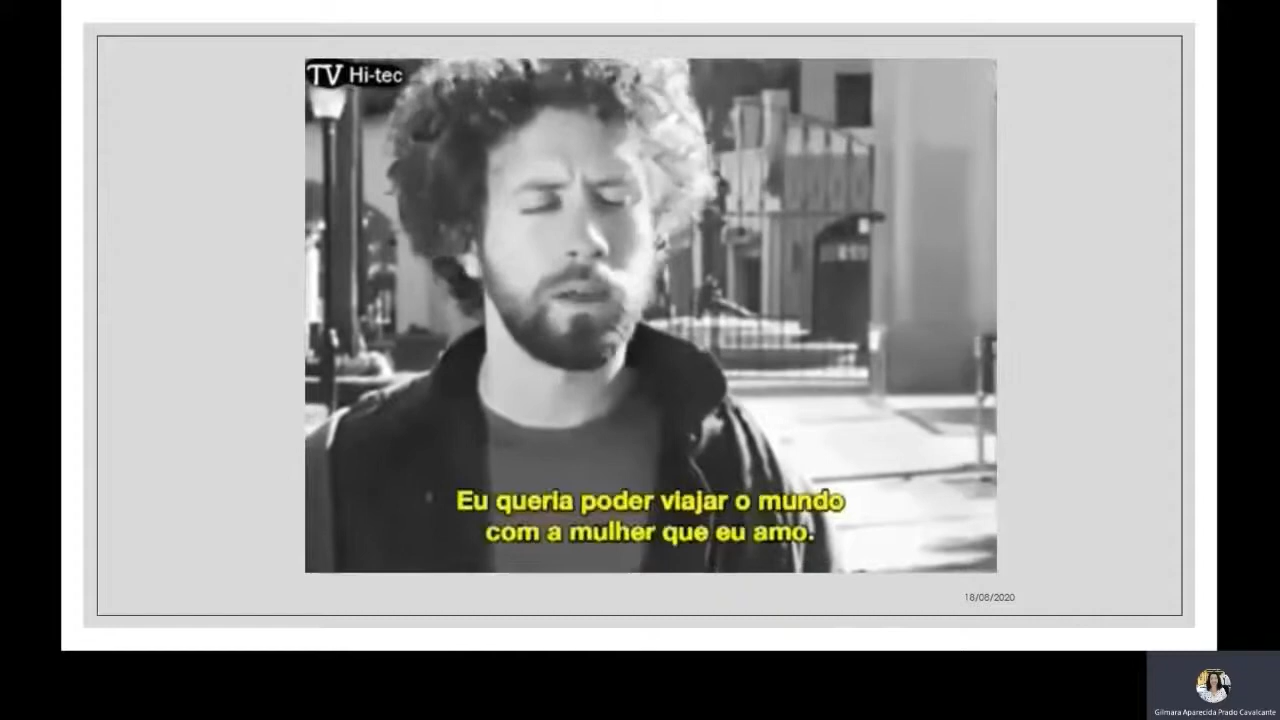 TV Hi-tec
Eu queria poder viajar o mundo
com a mulher que eu amo.
18/08/2020
Gilmara Aparecida Prado Cavalcante